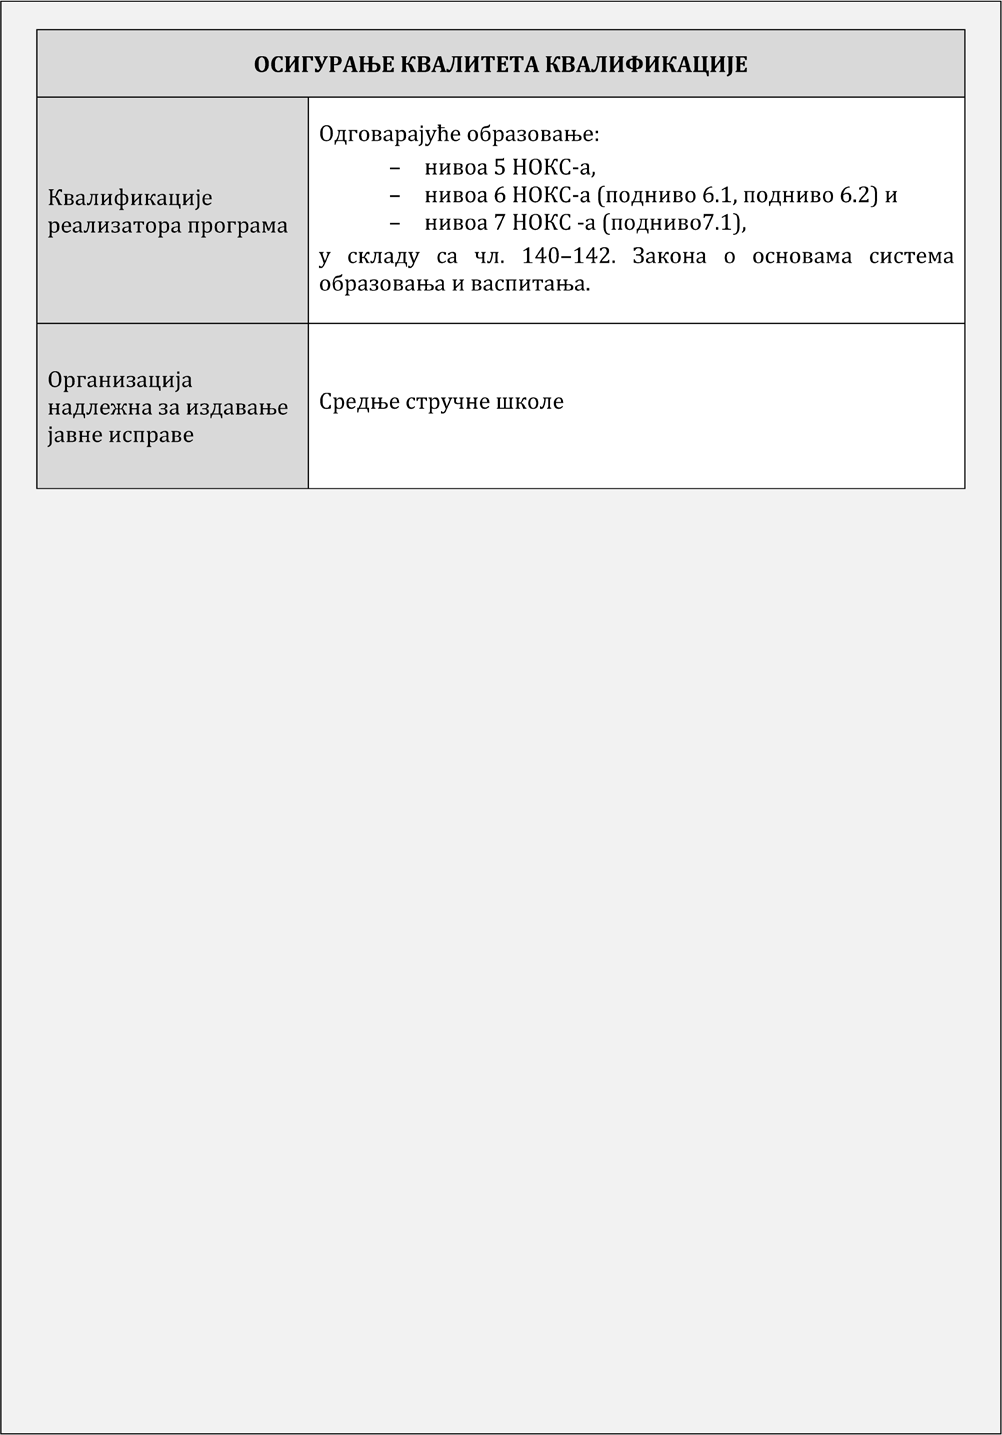 ОСИГУРАЊЕ КВАЛИТЕТА КВАЛИФИКАЦИЈЕ
Квалификације
реализатора програма
Одговарајуће образовање:
– нивоа 5 НОКС-а,
– нивоа 6 НОКС-а (подниво 6.1, подниво 6.2) и
– нивоа 7 НОКС -а (подниво7.1),
у складу са чл. 140–142. Закона о основама система
образовања и васпитања.
Организација
надлежна за издавање
јавне исправе
Средње стручне школе